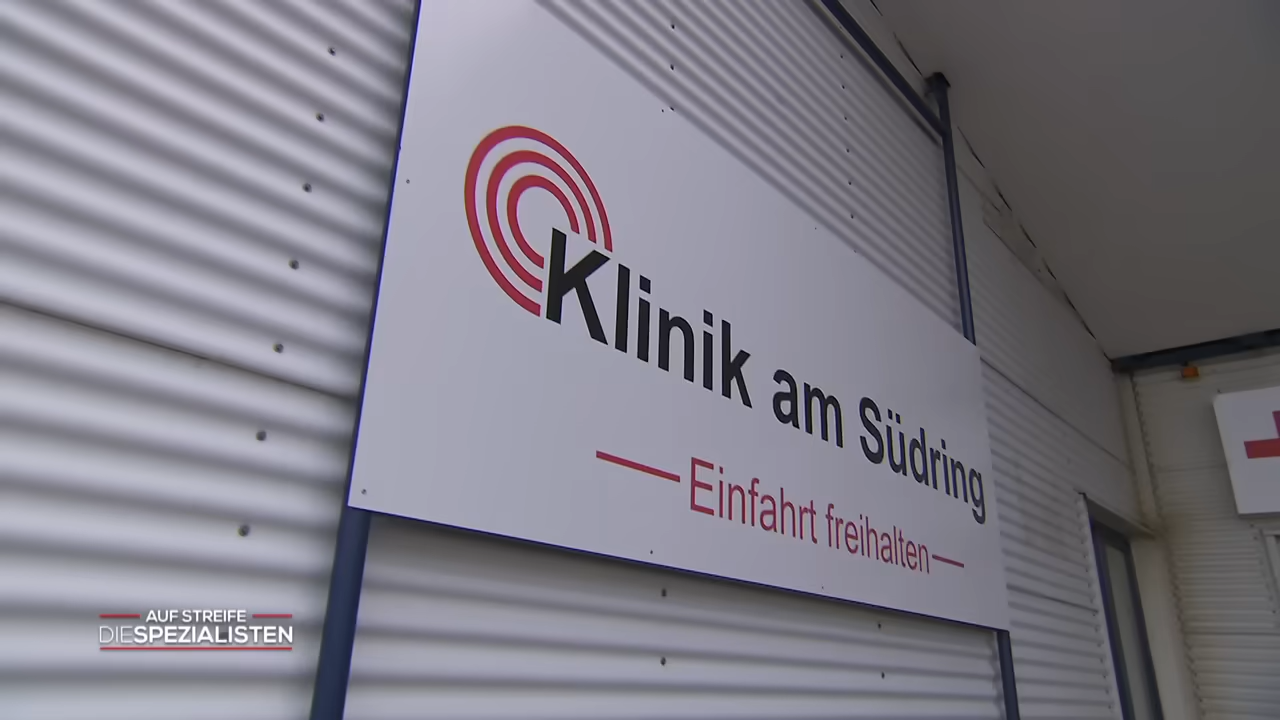 Klinik am Südring
Einfahrt freihalten
AUF STREIFE
DIE SPEZIALISTEN